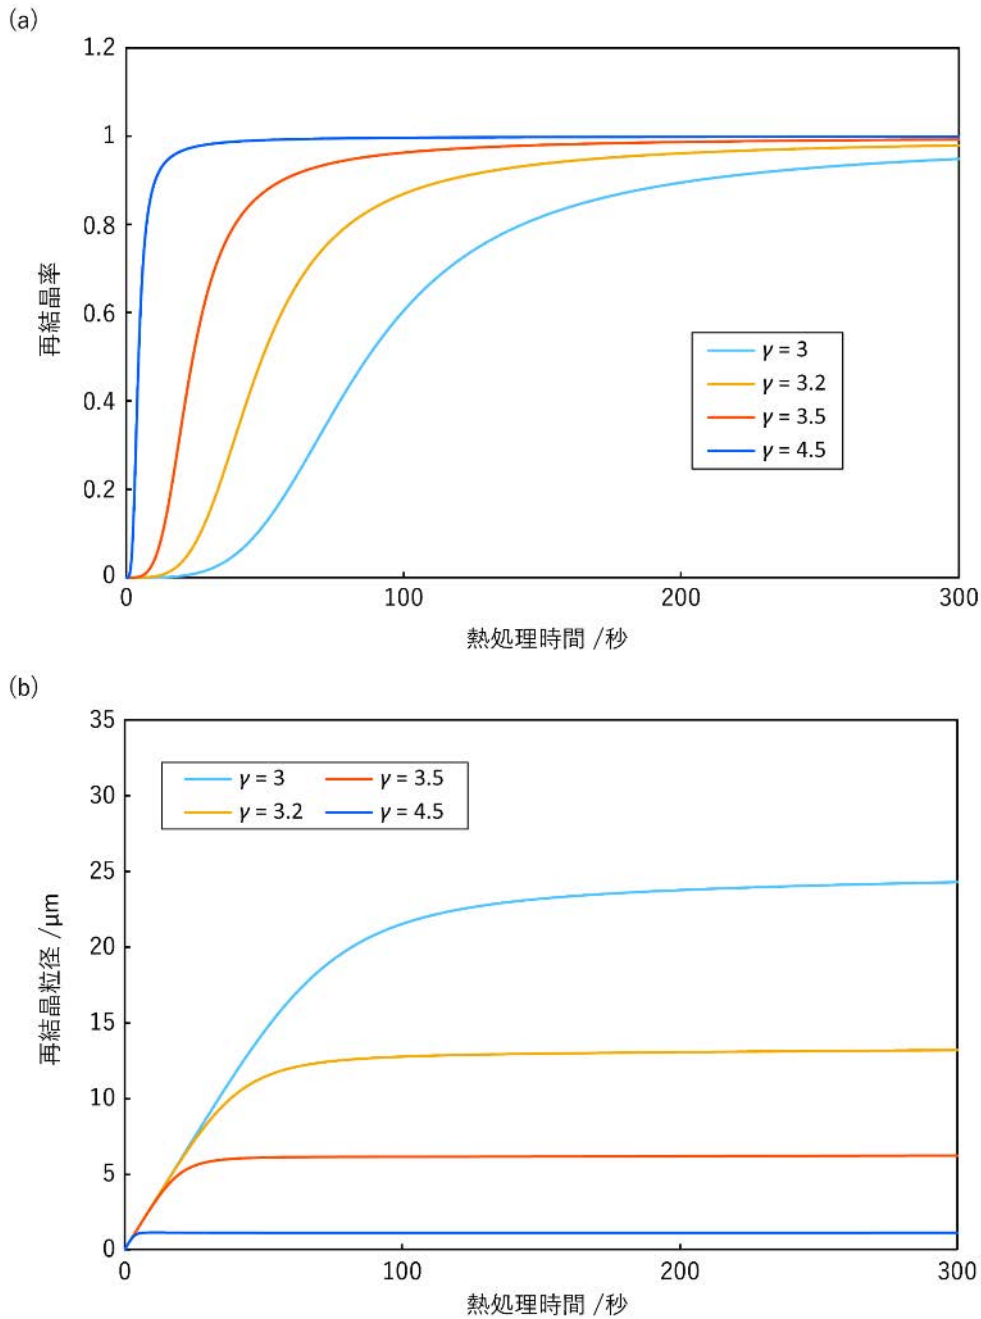 (a)
1.2
1
0.8
0.6
0.4
0.2
0
再結晶率
γ = 3
γ = 3.2
γ = 3.5
γ = 4.5
0 100 200 300
熱処理時間 /秒
(b)
35
30
25
20
15
10
5
0
再結晶粒径 /μm
γ = 3 γ = 3.5
γ = 3.2 γ = 4.5
0 100 200 300
熱処理時間 /秒